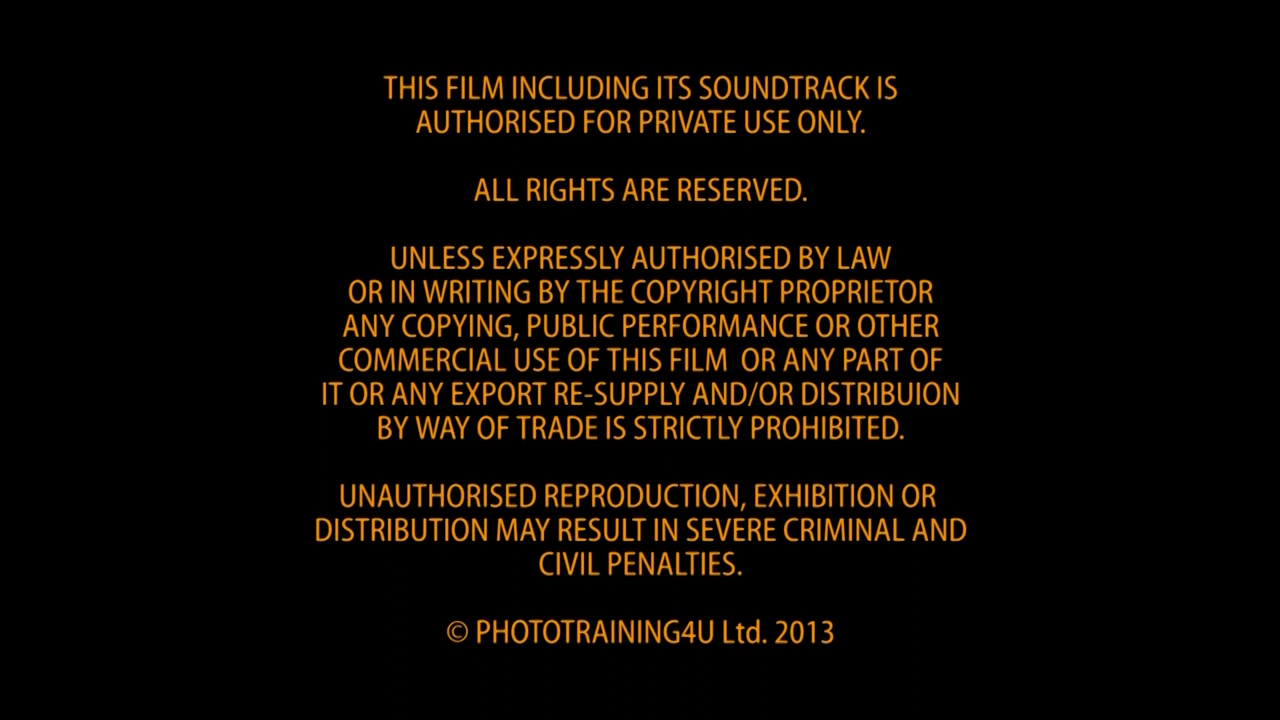 THIS FILM INCLUDING ITS SOUNDTRACK IS
AUTHORISED FOR PRIVATE USE ONLY.
ALL RIGHTS ARE RESERVED.
UNLESS EXPRESSLY AUTHORISED BY LAW
OR IN WRITING BY THE COPYRIGHT PROPRIETOR
ANY COPYING, PUBLIC PERFORMANCE OR OTHER
COMMERCIAL USE OF THIS FILM  OR ANY PART OF
IT OR ANY EXPORT RE-SUPPLY AND/OR DISTRIBUION
BY WAY OF TRADE IS STRICTLY PROHIBITED.
UNAUTHORISED REPRODUCTION, EXHIBITION OR
DISTRIBUTION MAY RESULT IN SEVERE CRIMINAL AND
CIVIL PENALTIES.
© PHOTOTRAINING4U Ltd. 2013